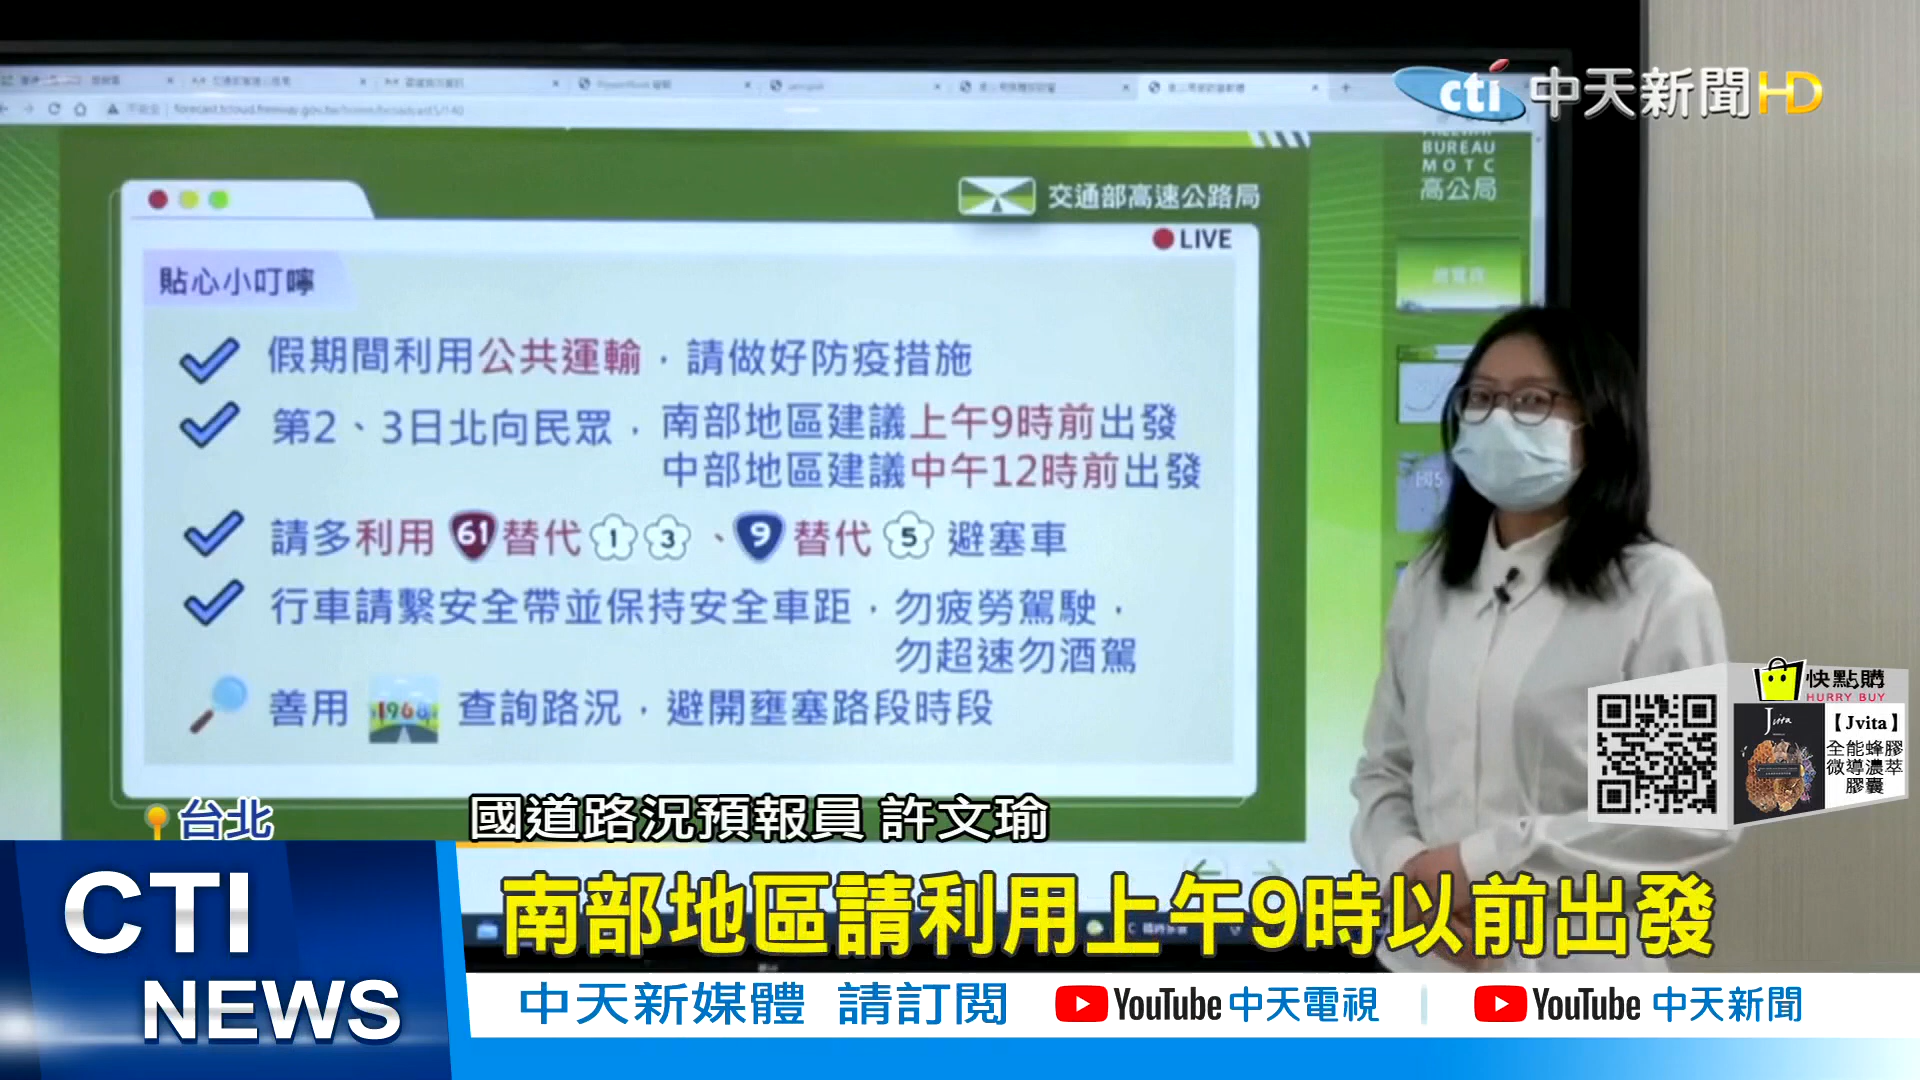 cti 中天新聞HD
forecast.tcloud.freeway.gov.tw
BUREAU
MOTC
高公局
交通部高速公路局
LIVE
貼心小叮嚀
假期間利用公共運輸，請做好防疫措施
第2、3日北向民眾，南部地區建議上午9時前出發
中部地區建議中午12時前出發
請多利用 61 替代 1 3 、 9 替代 5 避塞車
行車請繫安全帶並保持安全車距，勿疲勞駕駛，
勿超速勿酒駕
善用 1968 查詢路況，避開壅塞路段時段
快點購
HURRY BUY
Jvita
【Jvita】
全能蜂膠
微導濃萃
膠囊
台北
國道路況預報員 許文瑜
CTI
NEWS
南部地區請利用上午9時以前出發
中天新媒體 請訂閱 YouTube 中天電視 | YouTube 中天新聞